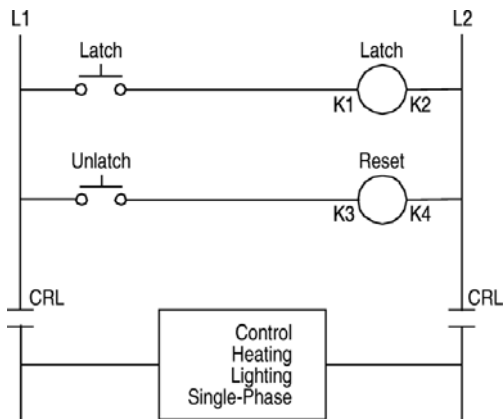 L1 L2
Latch Latch
K1 K2
Unlatch Reset
K3 K4
CRL CRL
Control
Heating
Lighting
Single-Phase